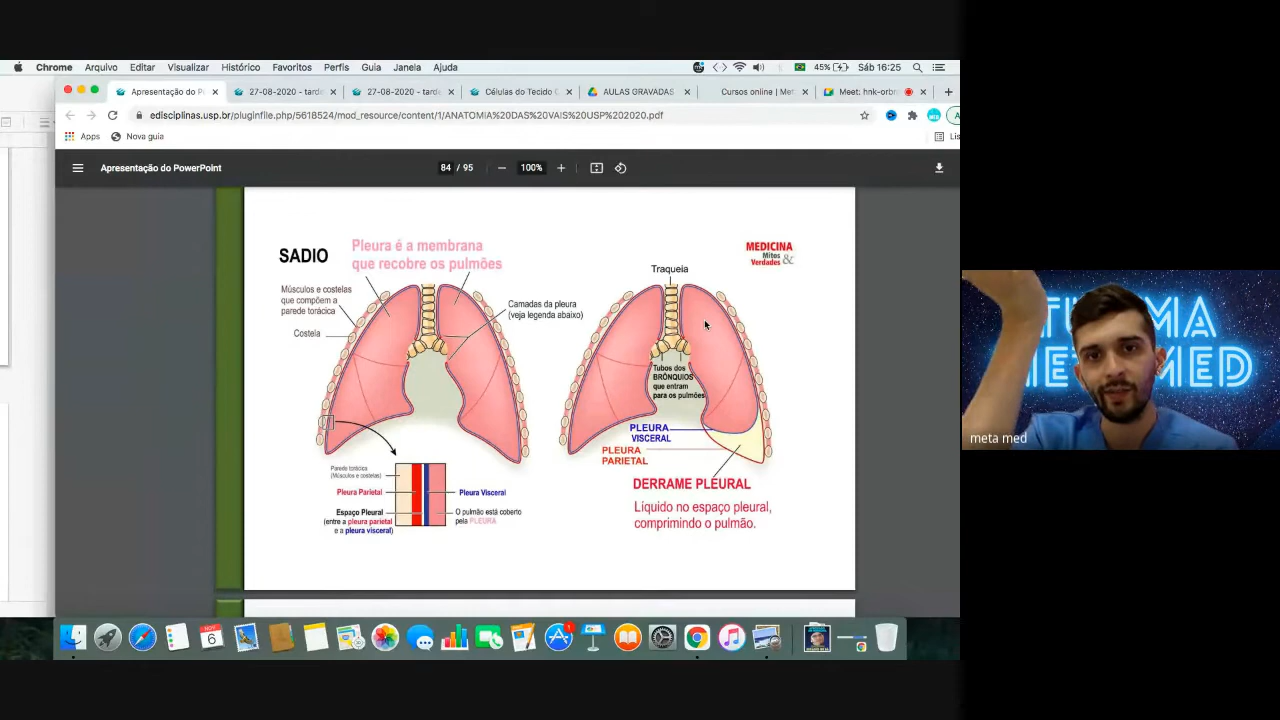 Chrome Arquivo Editar Visualizar Histórico Favoritos Perfis Guia Janela Ajuda
45% Sáb 16:25
Apresentação do Po
27-08-2020 - tarde
27-08-2020 - tarde
Células do Tecido C
AULAS GRAVADAS
Cursos online | Met
Meet: hnk-orbn
edisciplinas.usp.br/pluginfile.php/5618524/mod_resource/content/1/ANATOMIA%20DAS%20VAIS%20USP%202020.pdf
Apps Nova guia
Lis
Apresentação do PowerPoint
84 / 95
100%
SADIO
Pleura é a membrana
que recobre os pulmões
Músculos e costelas
que compõem a
parede torácica
Costela
Camadas da pleura
(veja legenda abaixo)
Parede torácica
(Músculos e costelas)
Pleura Parietal
Espaço Pleural
(entre a pleura parietal
e a pleura visceral)
Pleura Visceral
O pulmão está coberto
pela PLEURA
MEDICINA
Mitos
Verdades &
Traqueia
Tubos dos
BRÔNQUIOS
que entram
para os pulmões
PLEURA
VISCERAL
PLEURA
PARIETAL
DERRAME PLEURAL
Líquido no espaço pleural,
comprimindo o pulmão.
NOV
6
1
meta med